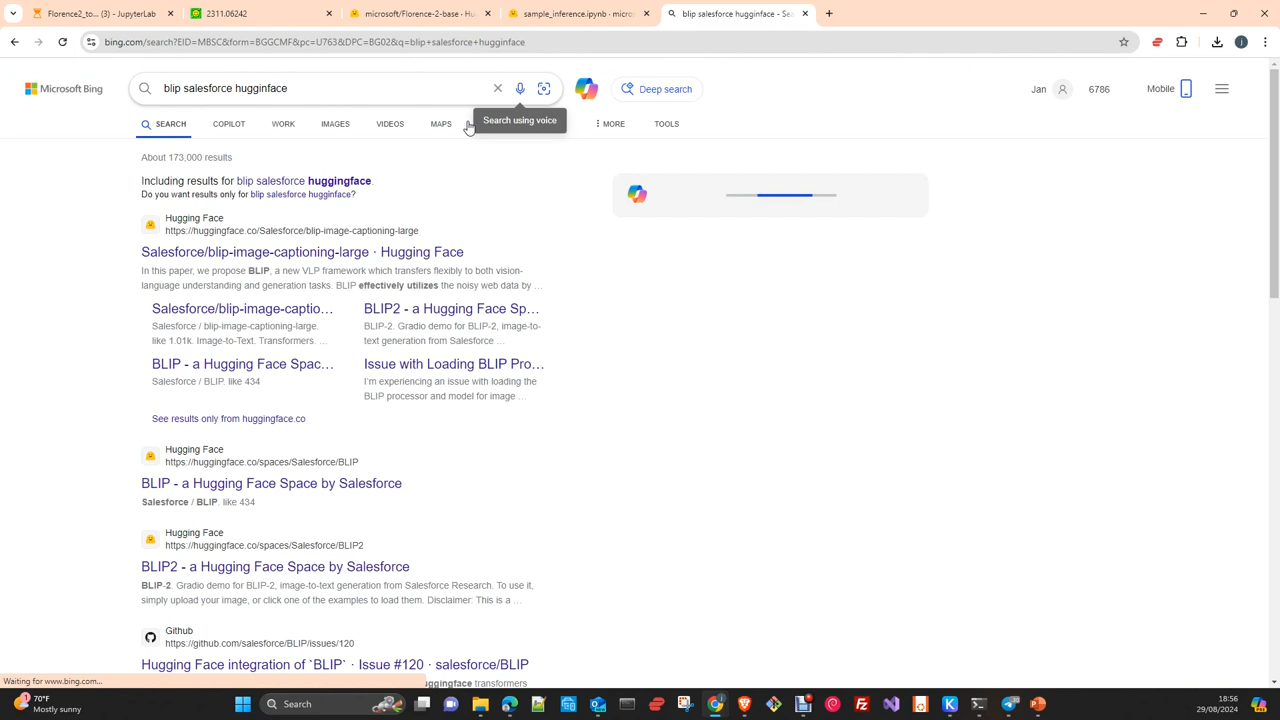 Florence2_to... (3) - JupyterLab
2311.06242
microsoft/Florence-2-base · Hu
sample_inference.ipynb · micros
blip salesforce hugginface - Sea
bing.com/search?EID=MBSC&form=BGGCMF&pc=U763&DPC=BG02&q=blip+salesforce+hugginface
Microsoft Bing
blip salesforce hugginface
Deep search
Jan
6786
Mobile
Search using voice
SEARCH
COPILOT
WORK
IMAGES
VIDEOS
MAPS
MORE
TOOLS
About 173,000 results
Including results for blip salesforce huggingface.
Do you want results only for blip salesforce hugginface?
Hugging Face
https://huggingface.co/Salesforce/blip-image-captioning-large
Salesforce/blip-image-captioning-large · Hugging Face
In this paper, we propose BLIP, a new VLP framework which transfers flexibly to both vision-
language understanding and generation tasks. BLIP effectively utilizes the noisy web data by …
Salesforce/blip-image-captio…
Salesforce / blip-image-captioning-large.
like 1.01k. Image-to-Text. Transformers. …
BLIP2 - a Hugging Face Sp…
BLIP-2. Gradio demo for BLIP-2, image-to-
text generation from Salesforce …
BLIP - a Hugging Face Spac…
Salesforce / BLIP. like 434
Issue with Loading BLIP Pro…
I'm experiencing an issue with loading the
BLIP processor and model for image …
See results only from huggingface.co
Hugging Face
https://huggingface.co/spaces/Salesforce/BLIP
BLIP - a Hugging Face Space by Salesforce
Salesforce / BLIP. like 434
Hugging Face
https://huggingface.co/spaces/Salesforce/BLIP2
BLIP2 - a Hugging Face Space by Salesforce
BLIP-2. Gradio demo for BLIP-2, image-to-text generation from Salesforce Research. To use it,
simply upload your image, or click one of the examples to load them. Disclaimer: This is a …
Github
https://github.com/salesforce/BLIP/issues/120
Hugging Face integration of `BLIP` · Issue #120 · salesforce/BLIP
uggingface transformers
Waiting for www.bing.com...
70°F
Mostly sunny
Search
18:56
29/08/2024